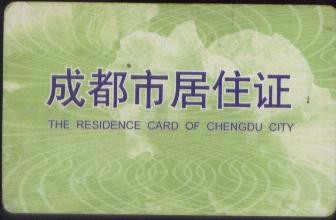 成都市居住证
THE RESIDENCE CARD OF CHENGDU CITY